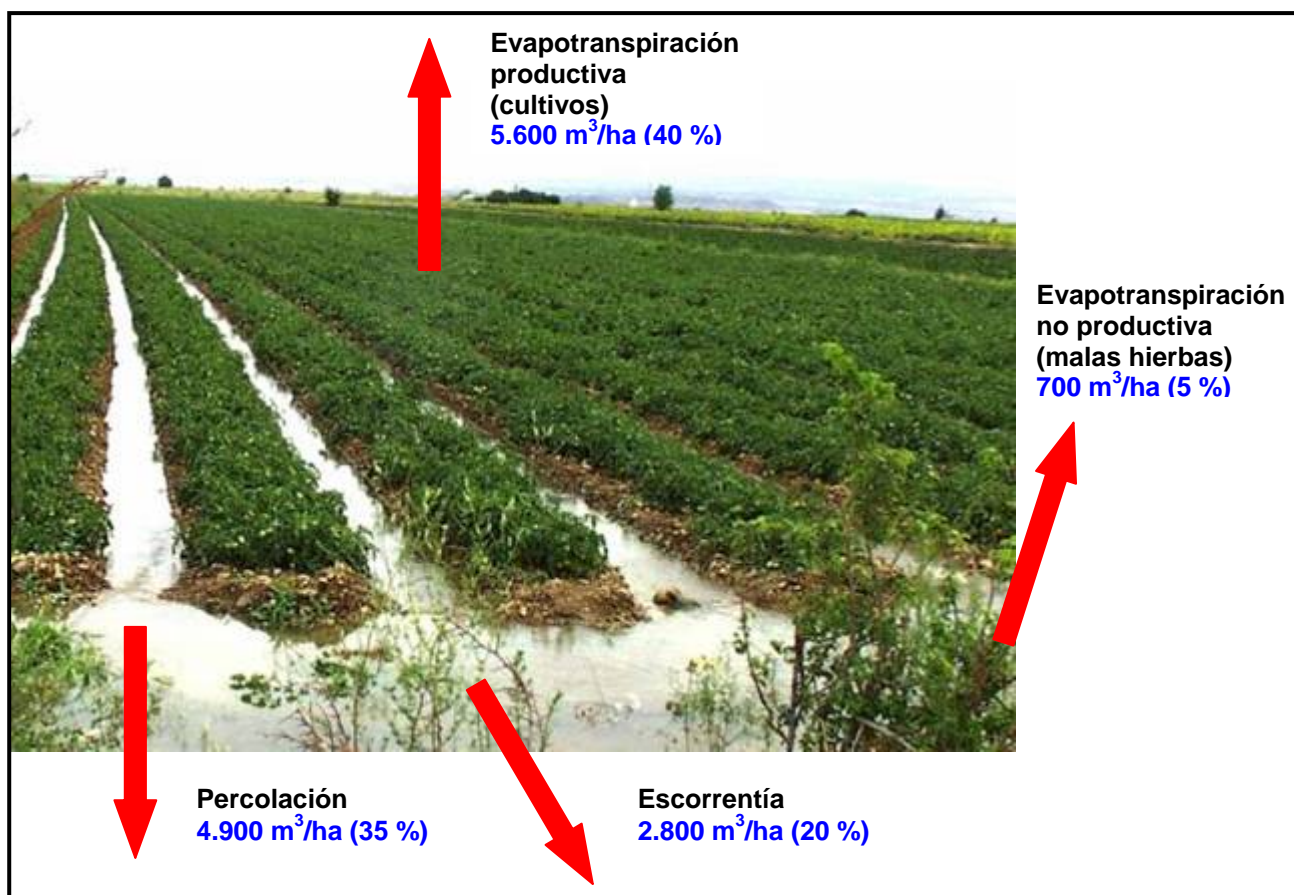 Evapotranspiración
productiva
(cultivos)
5.600 m³/ha (40 %)
Evapotranspiración
no productiva
(malas hierbas)
700 m³/ha (5 %)
Percolación
4.900 m³/ha (35 %)
Escorrentía
2.800 m³/ha (20 %)